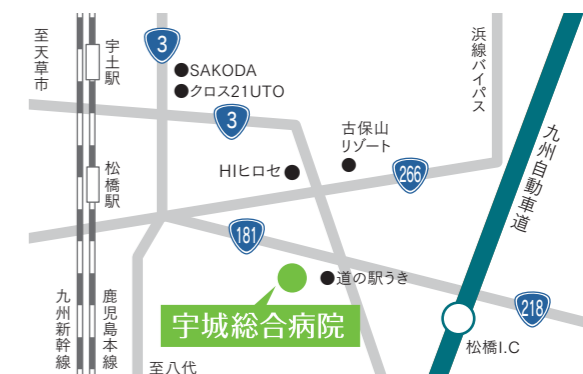 至天草市
宇土駅
3
SAKODA
クロス21UTO
3
浜線バイパス
古保山
リゾート
HIヒロセ
266
九州自動車道
松橋駅
181
道の駅うき
宇城総合病院
218
松橋I.C
九州新幹線
鹿児島本線
至八代